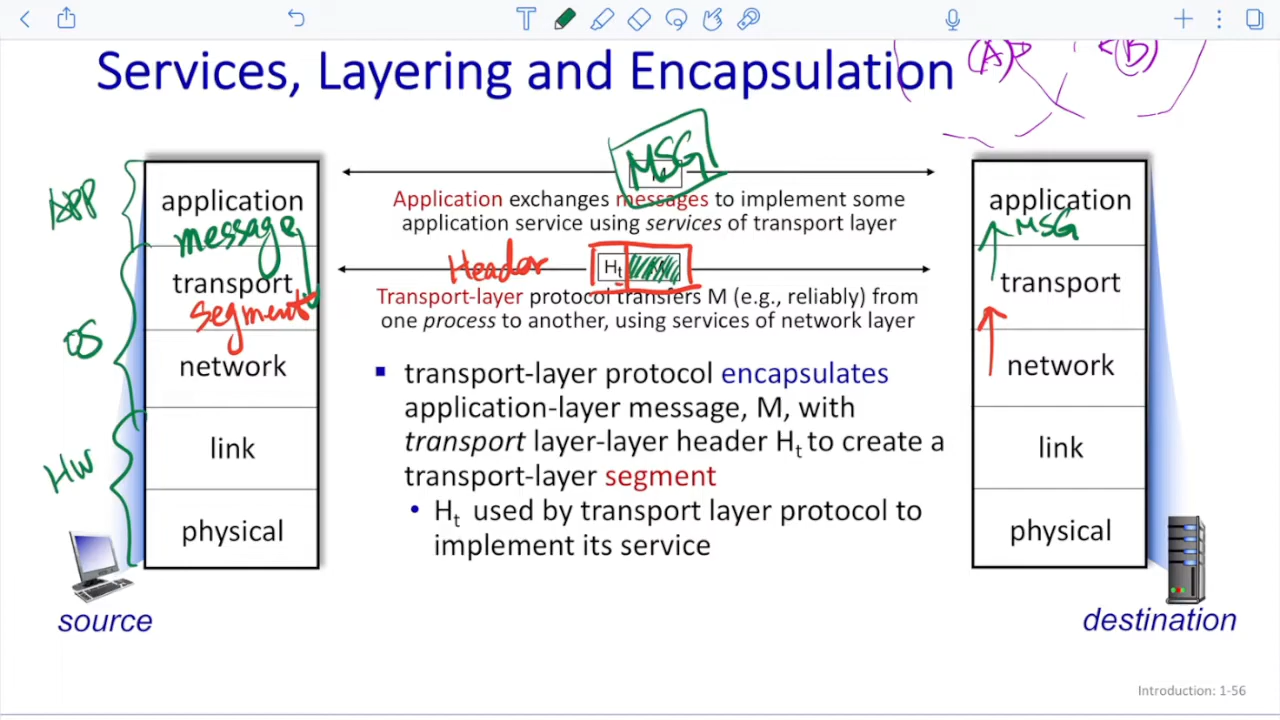 Services, Layering and Encapsulation
(A)
(B)
MSG
M
Application exchanges messages to implement some
application service using services of transport layer
Header
Ht
Transport-layer protocol transfers M (e.g., reliably) from
one process to another, using services of network layer
▪ transport-layer protocol encapsulates
application-layer message, M, with
transport layer-layer header Ht to create a
transport-layer segment
• Ht used by transport layer protocol to
implement its service
APP
OS
HW
application
message
transport
segment
network
link
physical
source
application
MSG
transport
network
link
physical
destination
Introduction: 1-56